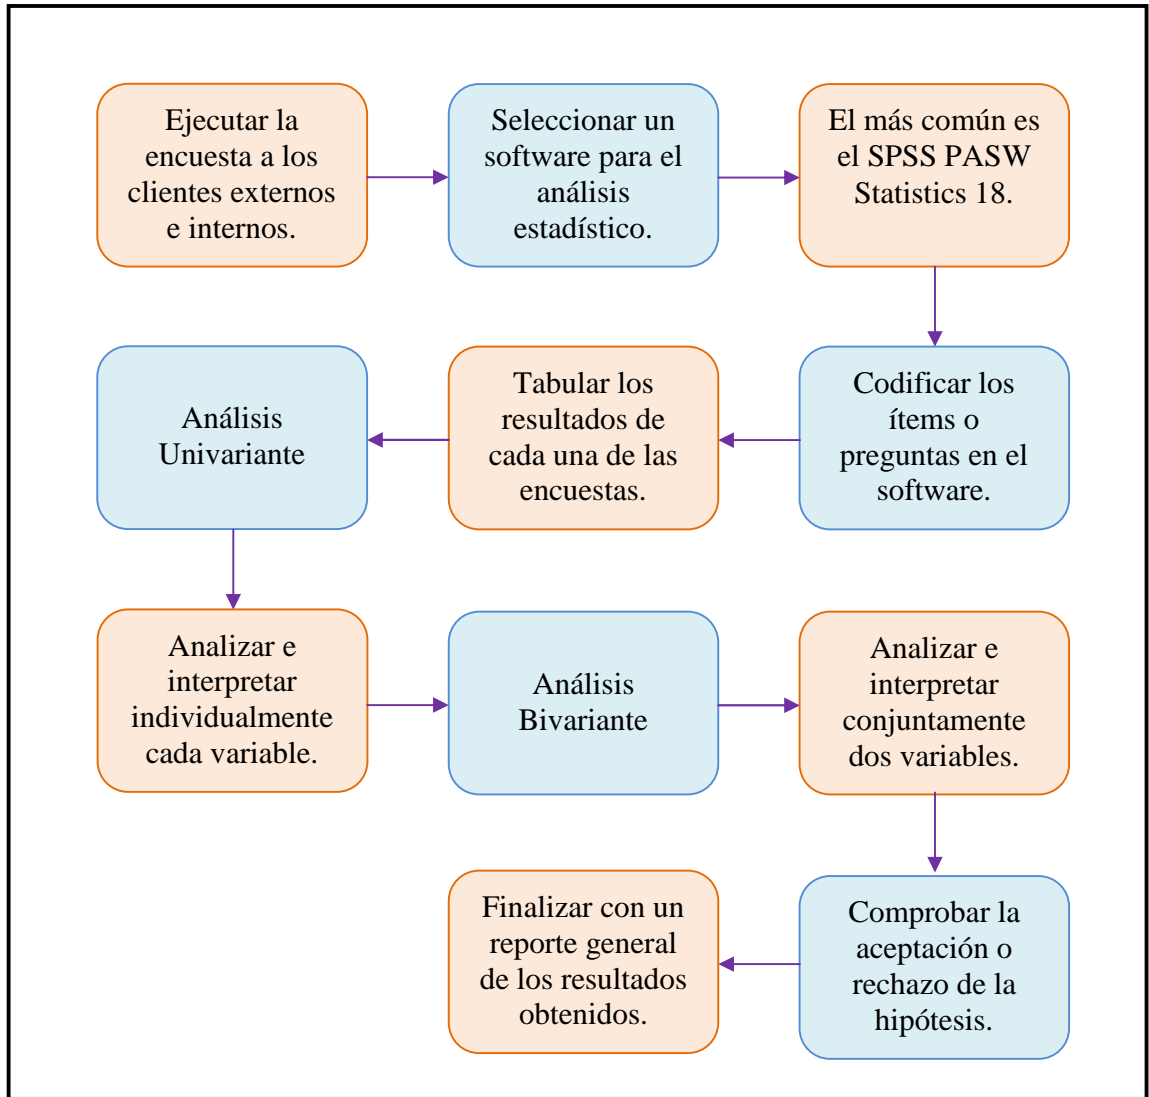 Ejecutar la
encuesta a los
clientes externos
e internos.
Seleccionar un
software para el
análisis
estadístico.
El más común es
el SPSS PASW
Statistics 18.
Codificar los
ítems o
preguntas en el
software.
Tabular los
resultados de
cada una de las
encuestas.
Análisis
Univariante
Analizar e
interpretar
individualmente
cada variable.
Análisis
Bivariante
Analizar e
interpretar
conjuntamente
dos variables.
Comprobar la
aceptación o
rechazo de la
hipótesis.
Finalizar con un
reporte general
de los resultados
obtenidos.